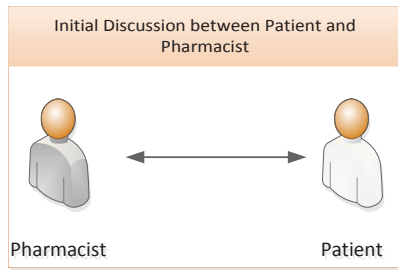 Initial Discussion between Patient and
Pharmacist
Pharmacist
Patient